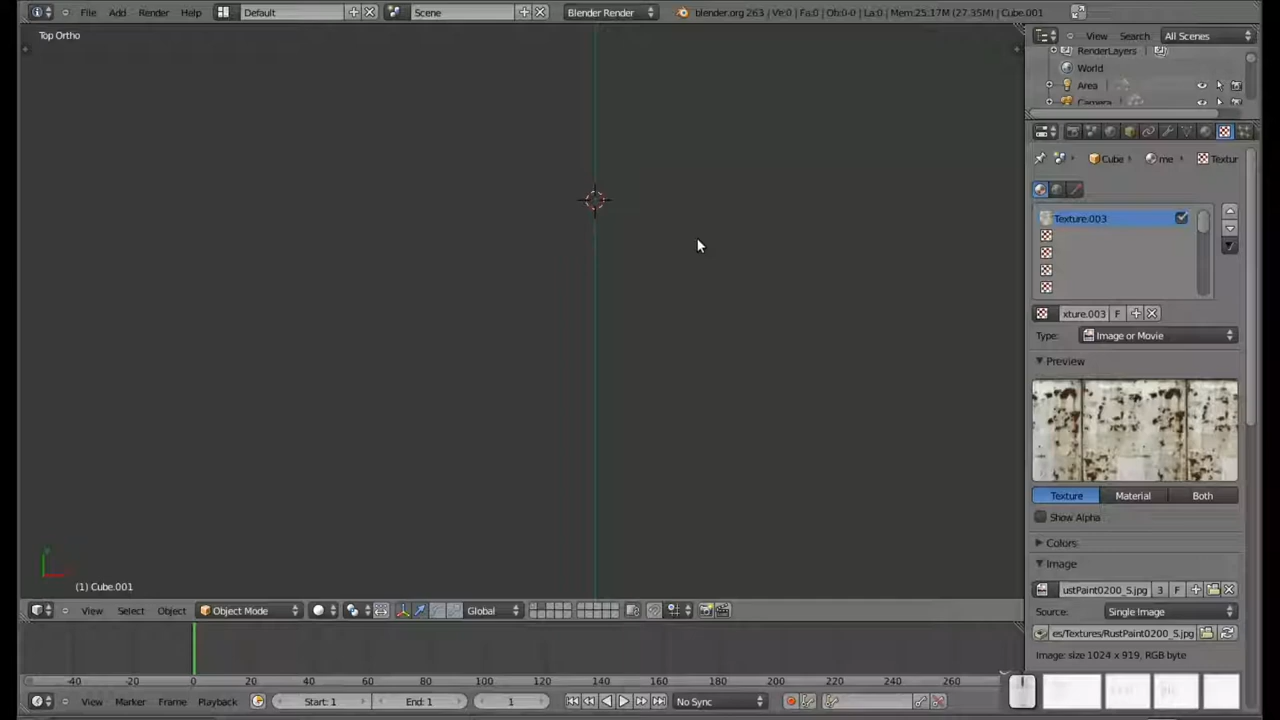 File Add Render Help Default Scene Blender Render blender.org 263 | Ve:0 | Fa:0 | Ob:0-0 | La:0 | Mem:25.17M (27.35M) | Cube.001
Top Ortho
View Search All Scenes
RenderLayers
World
Area
Camera
Cube me Textur
Texture.003
xture.003 F
Type: Image or Movie
Preview
Texture Material Both
Show Alpha
Colors
Image
ustPaint0200_S.jpg 3 F
Source: Single Image
es/Textures/RustPaint0200_S.jpg
Image: size 1024 x 919, RGB byte
(1) Cube.001
View Select Object Object Mode Global
-40 -20 0 20 40 60 80 100 120 140 160 180 200 220 240 260
View Marker Frame Playback Start: 1 End: 1 1 No Sync